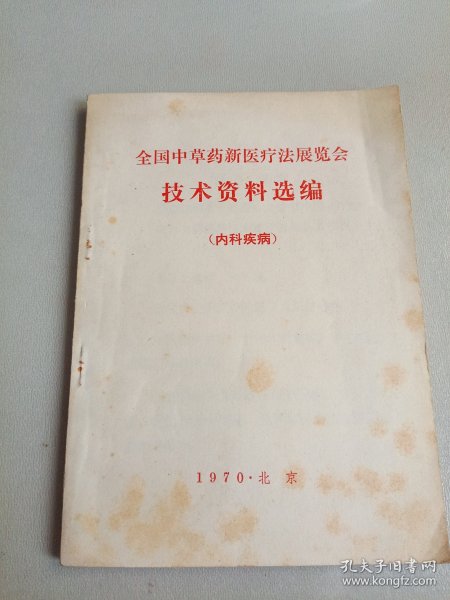 全国中草药新医疗法展览会
技术资料选编
(内科疾病)
1970·北京
孔夫子旧书网
www.kongfz.com